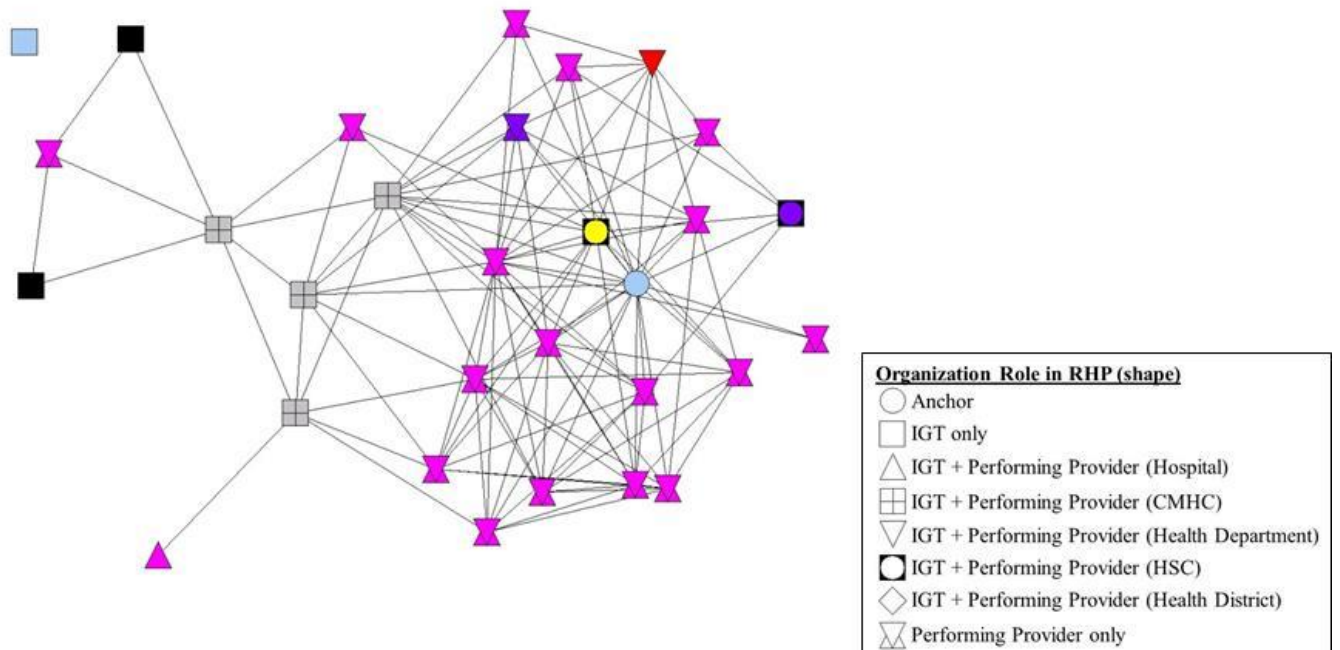 Organization Role in RHP (shape)
Anchor
IGT only
IGT + Performing Provider (Hospital)
IGT + Performing Provider (CMHC)
IGT + Performing Provider (Health Department)
IGT + Performing Provider (HSC)
IGT + Performing Provider (Health District)
Performing Provider only